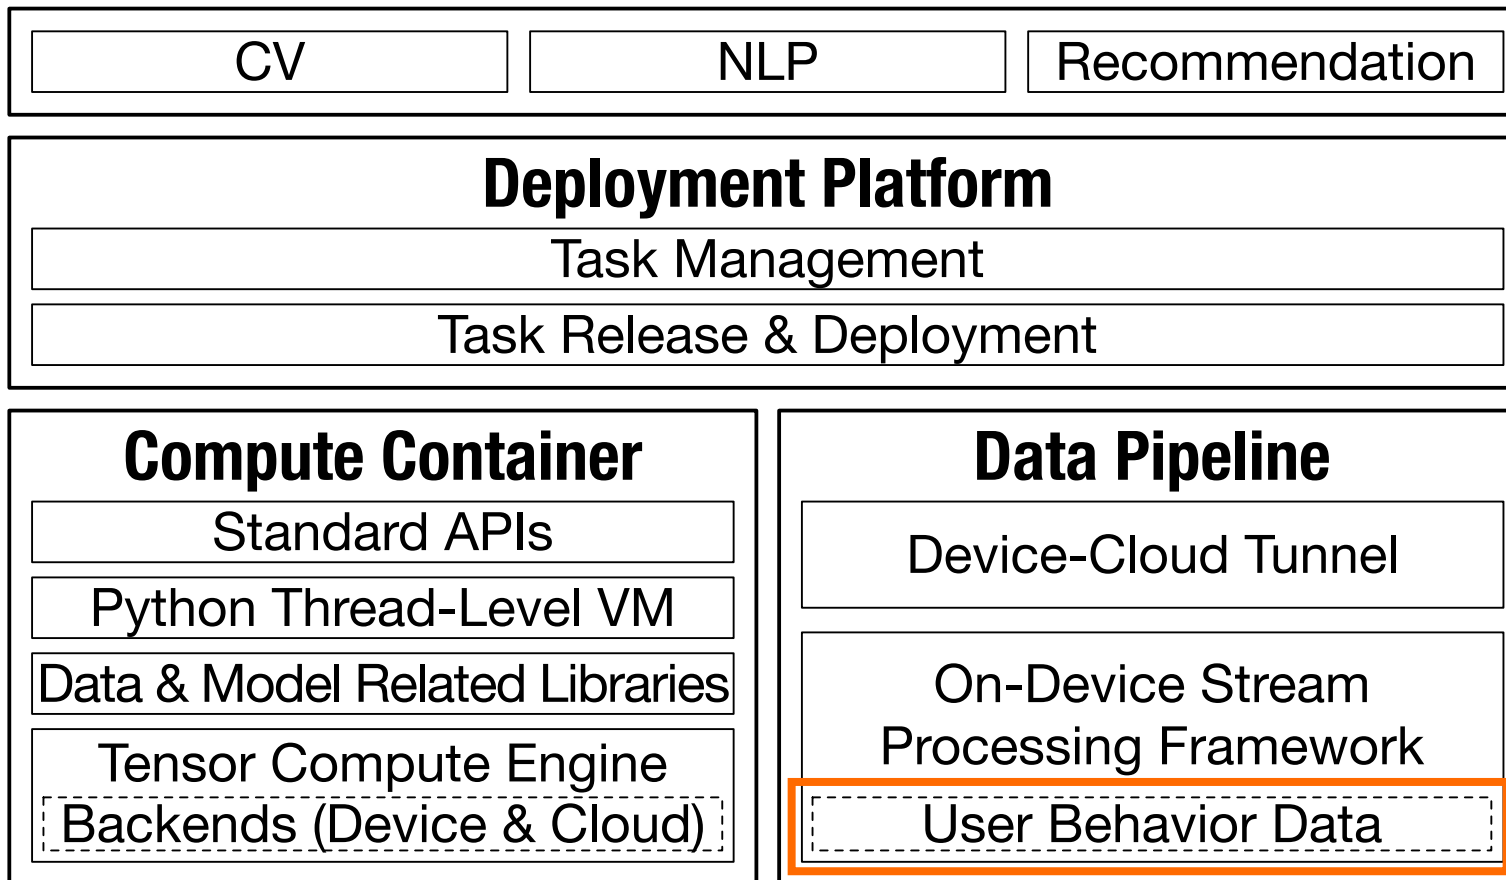 CV
NLP
Recommendation
Deployment Platform
Task Management
Task Release & Deployment
Compute Container
Standard APIs
Python Thread-Level VM
Data & Model Related Libraries
Tensor Compute Engine
Backends (Device & Cloud)
Data Pipeline
Device-Cloud Tunnel
On-Device Stream
Processing Framework
User Behavior Data